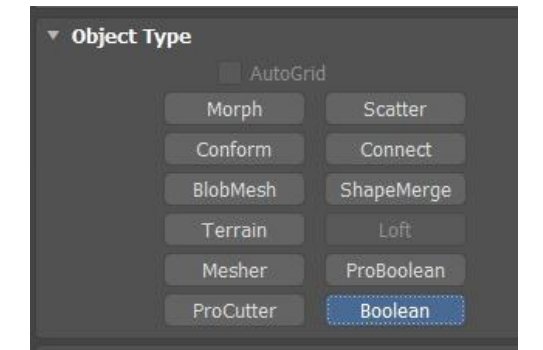 Object Type
AutoGrid
Morph Scatter
Conform Connect
BlobMesh ShapeMerge
Terrain Loft
Mesher ProBoolean
ProCutter Boolean